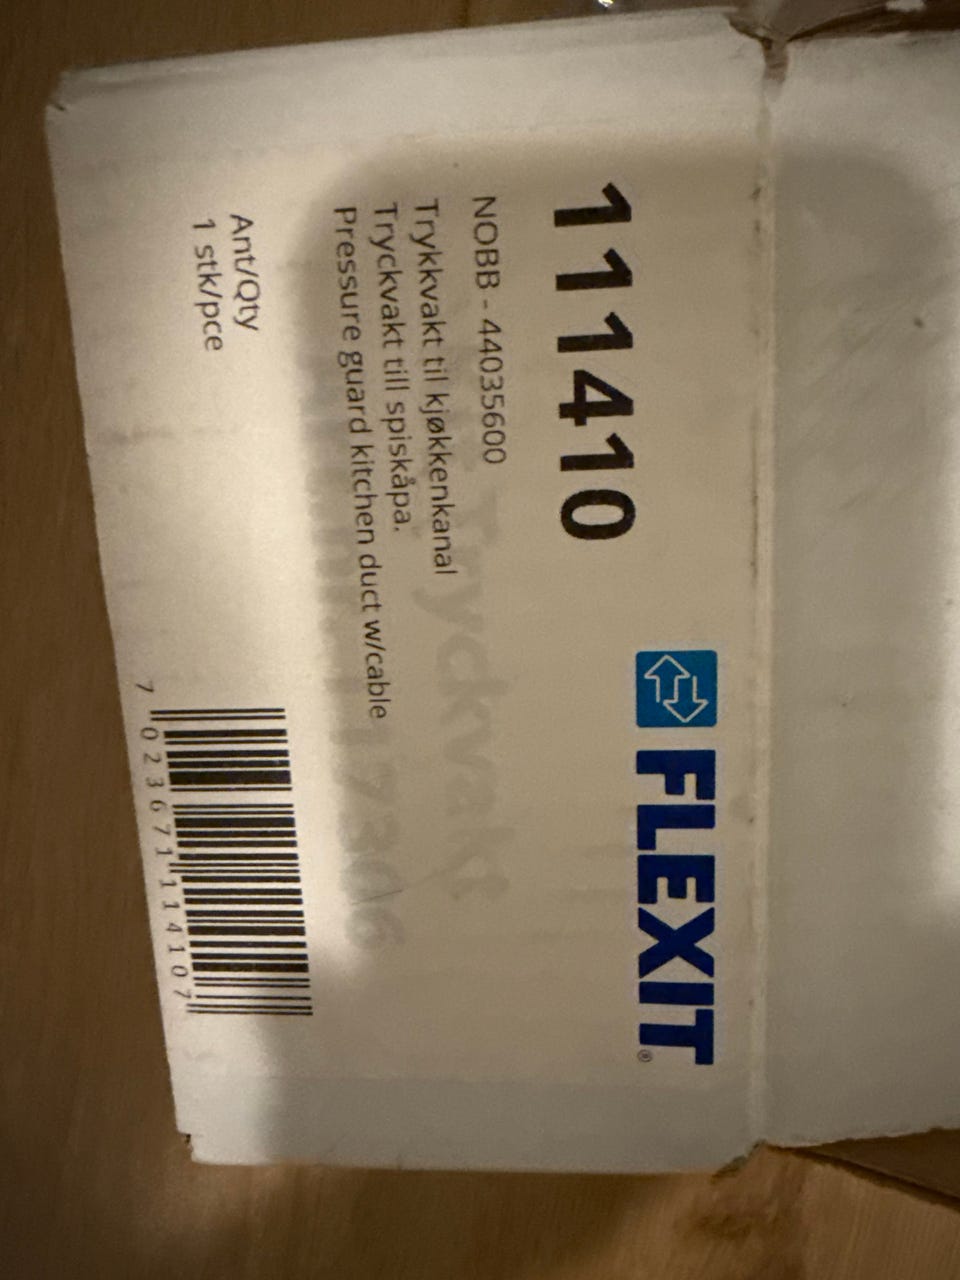 111410
FLEXIT®
NOBB - 44035600
Trykkvakt til kjøkkenkanal
Tryckvakt till spiskåpa.
Pressure guard kitchen duct w/cable
Ant/Qty
1 stk/pce
7 023671 114107
Tryckvakt